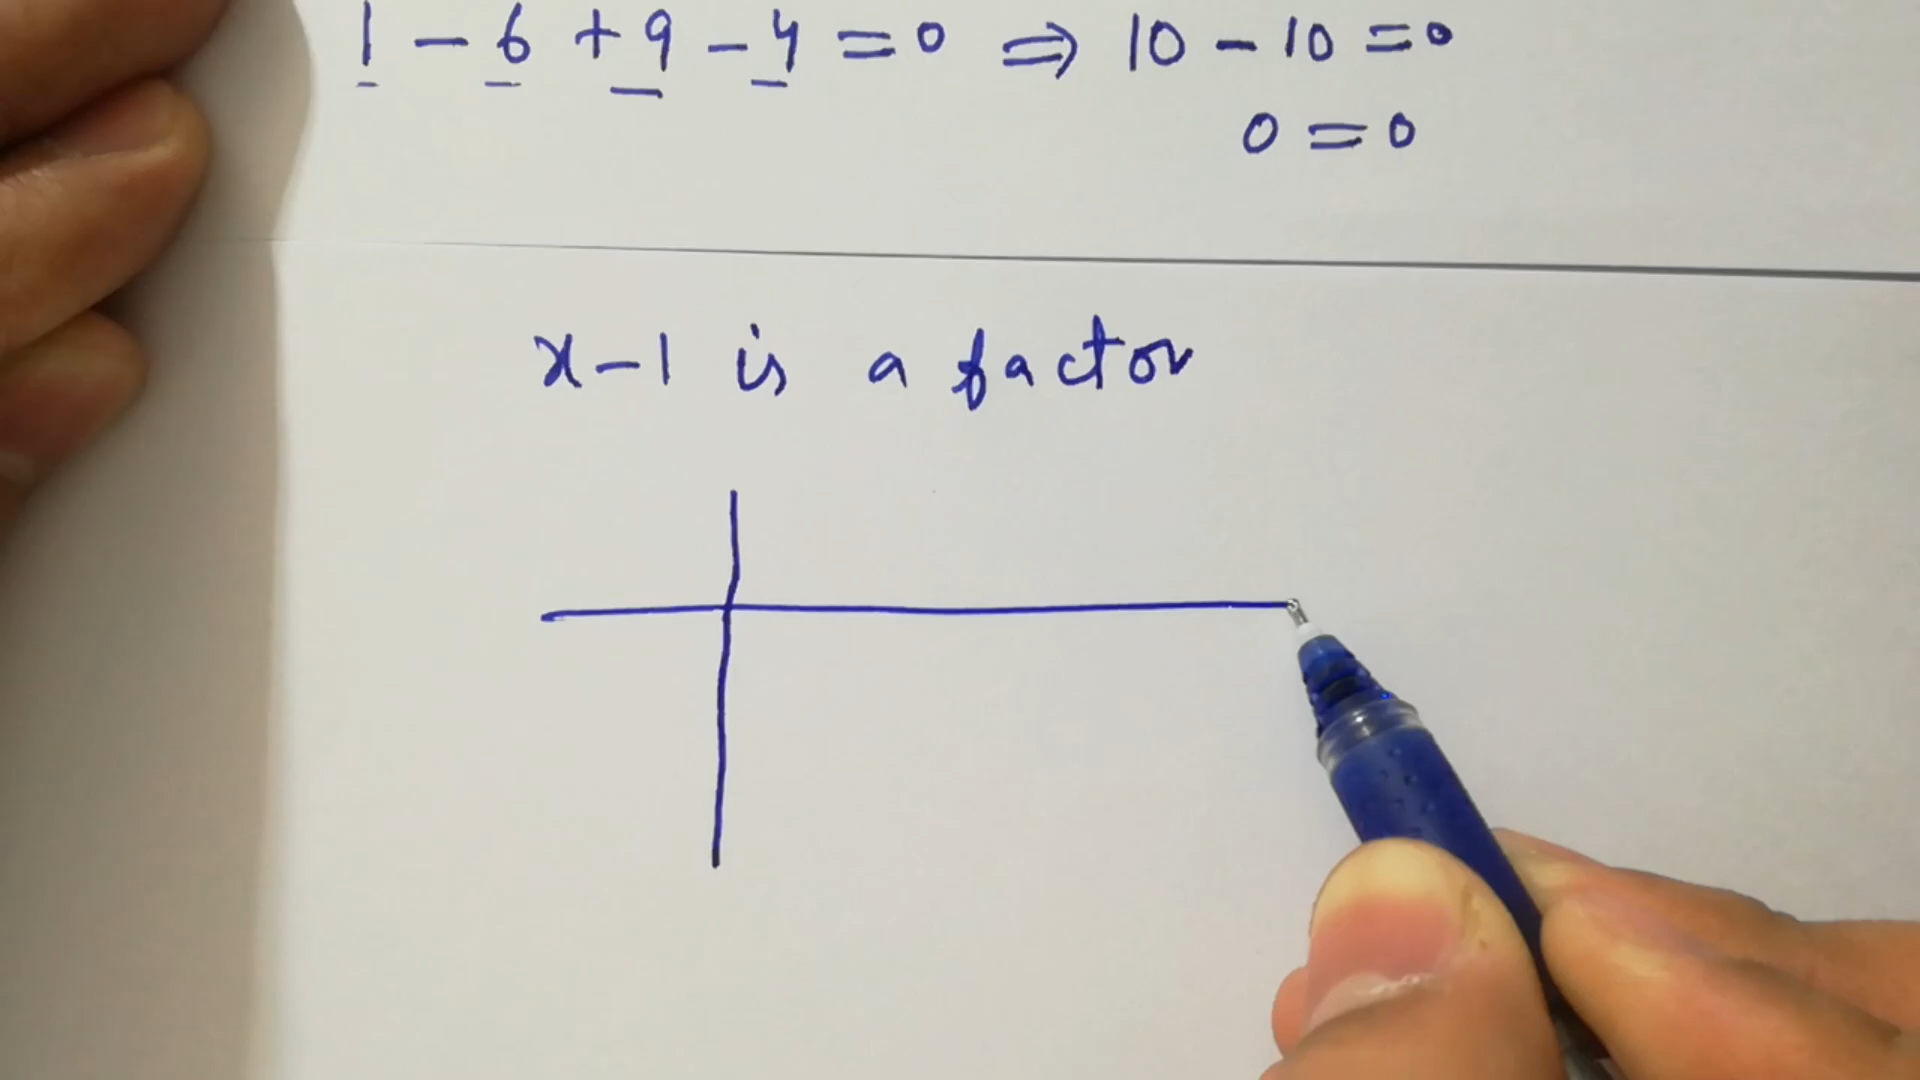 1 - 6 + 9 - 4 = 0 ⇒ 10 - 10 = 0
0 = 0
x - 1 is a factor